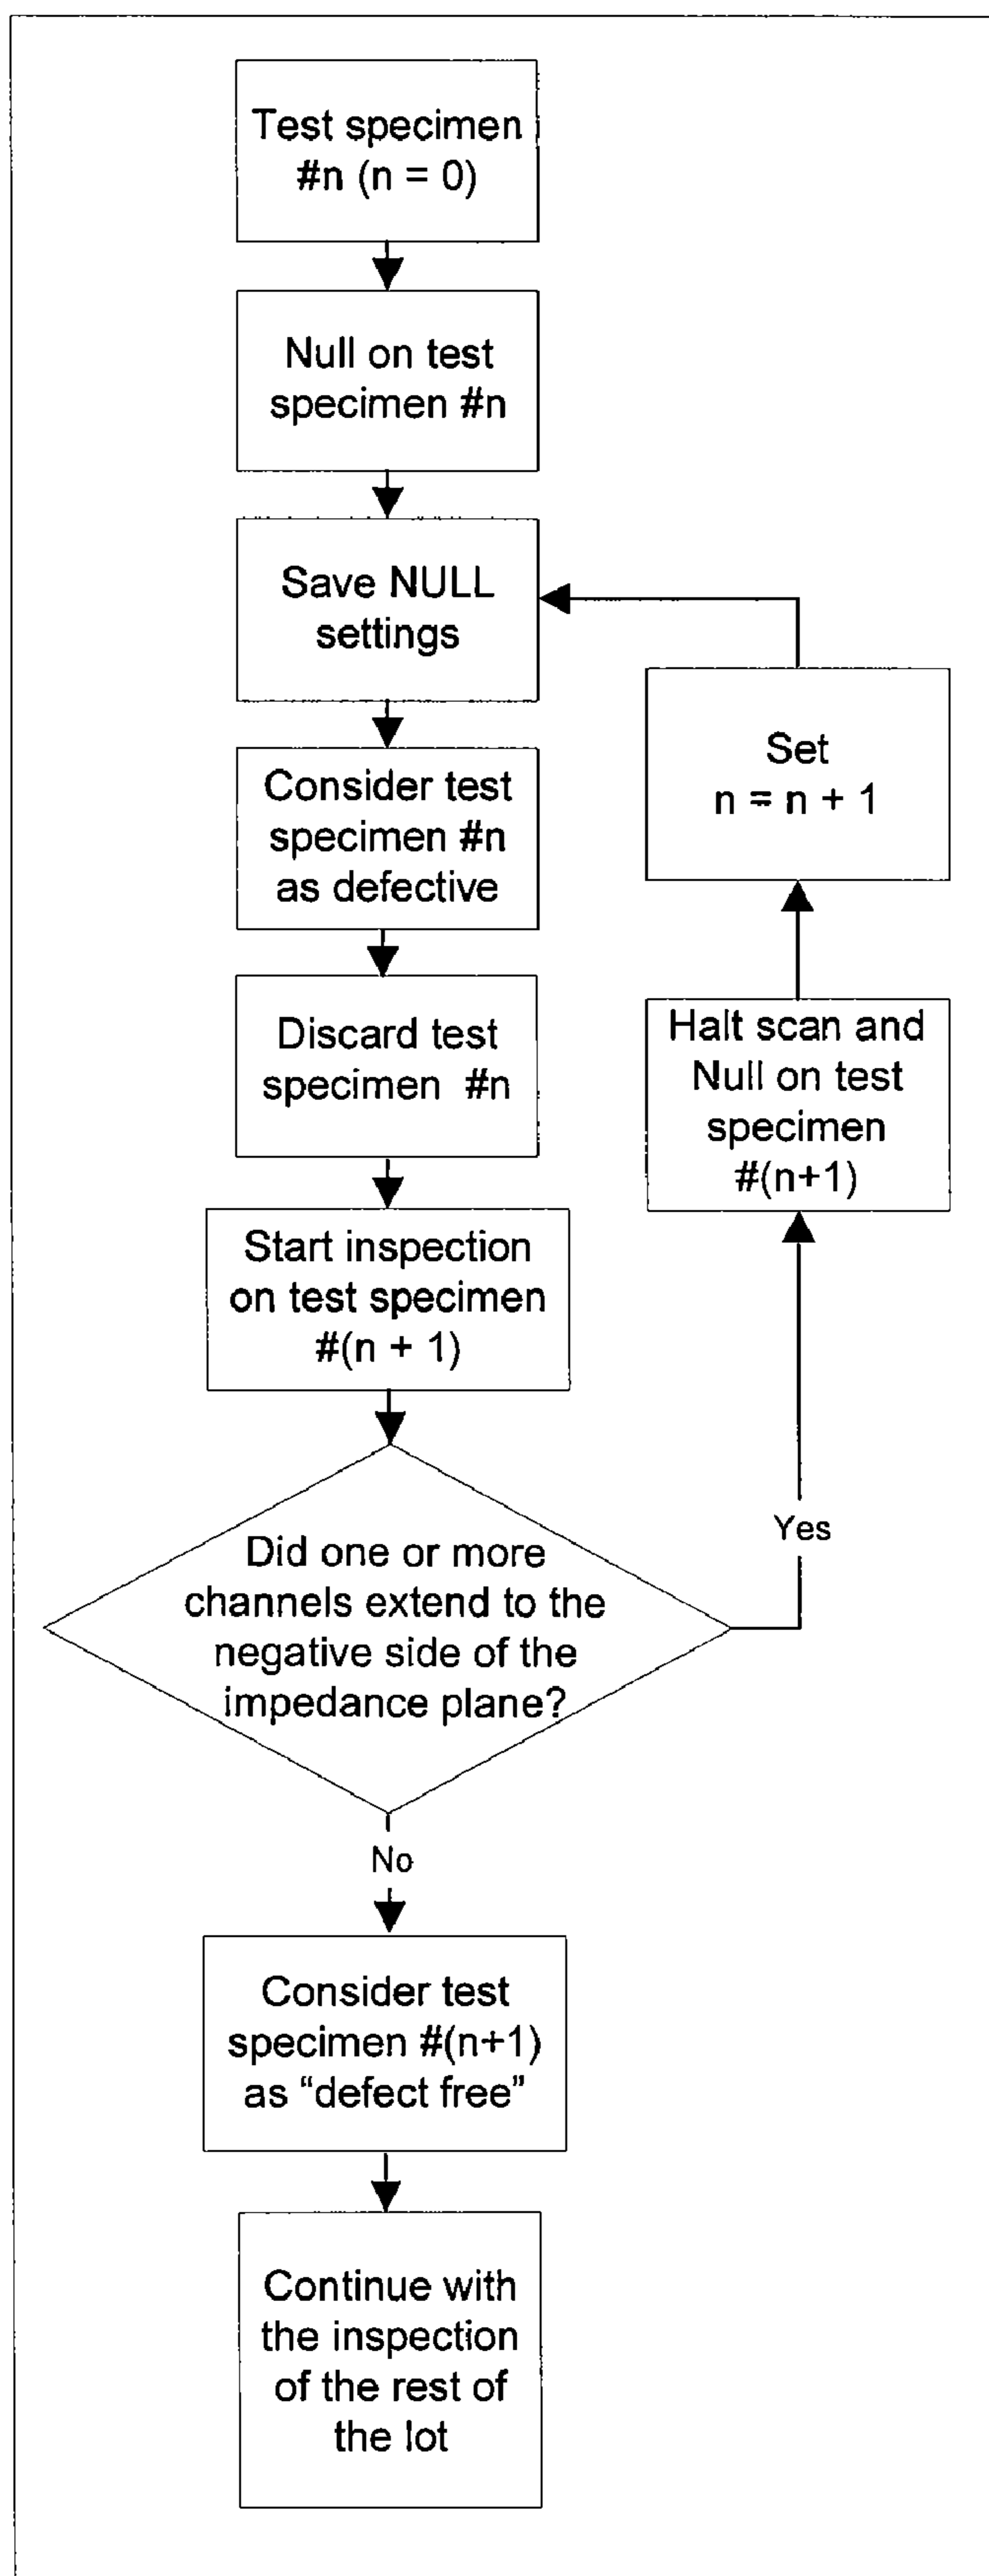 Test specimen
#n (n = 0)
Null on test
specimen #n
Save NULL
settings
Consider test
specimen #n
as defective
Discard test
specimen #n
Start inspection
on test specimen
#(n + 1)
Did one or more
channels extend to the
negative side of the
impedance plane?
Yes
Halt scan and
Null on test
specimen
#(n+1)
Set
n = n + 1
No
Consider test
specimen #(n+1)
as “defect free”
Continue with
the inspection
of the rest of
the lot